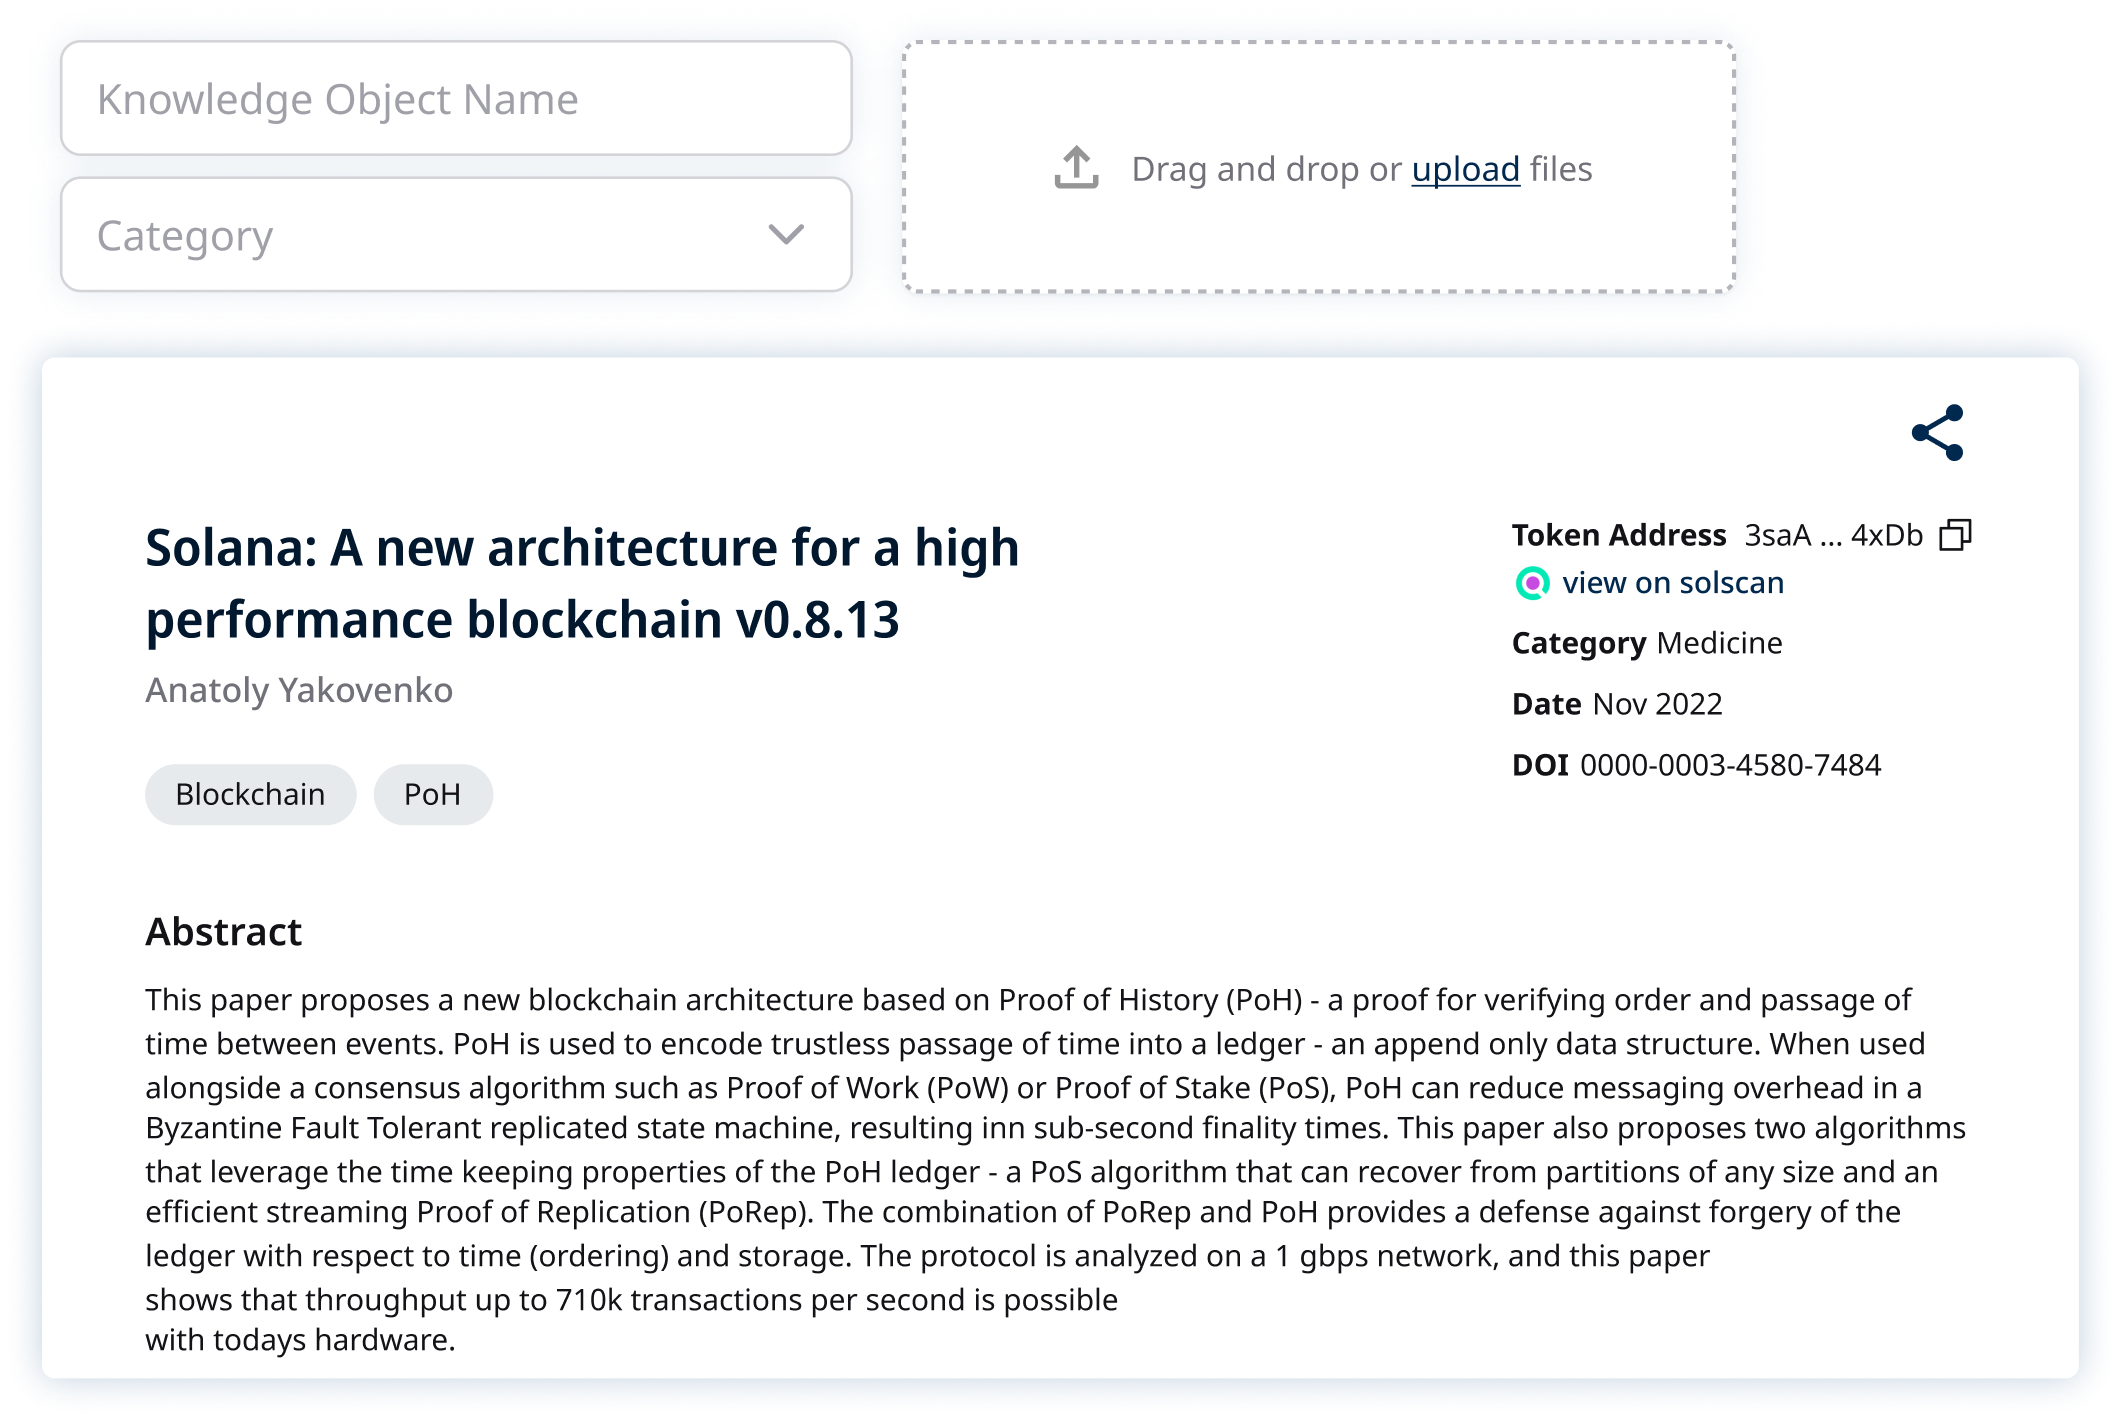 Knowledge Object Name
Category
Drag and drop or upload files
Solana: A new architecture for a high
performance blockchain v0.8.13
Anatoly Yakovenko
Blockchain PoH
Token Address 3saA ... 4xDb
view on solscan
Category Medicine
Date Nov 2022
DOI 0000-0003-4580-7484
Abstract
This paper proposes a new blockchain architecture based on Proof of History (PoH) - a proof for verifying order and passage of
time between events. PoH is used to encode trustless passage of time into a ledger - an append only data structure. When used
alongside a consensus algorithm such as Proof of Work (PoW) or Proof of Stake (PoS), PoH can reduce messaging overhead in a
Byzantine Fault Tolerant replicated state machine, resulting inn sub-second finality times. This paper also proposes two algorithms
that leverage the time keeping properties of the PoH ledger - a PoS algorithm that can recover from partitions of any size and an
efficient streaming Proof of Replication (PoRep). The combination of PoRep and PoH provides a defense against forgery of the
ledger with respect to time (ordering) and storage. The protocol is analyzed on a 1 gbps network, and this paper
shows that throughput up to 710k transactions per second is possible
with todays hardware.